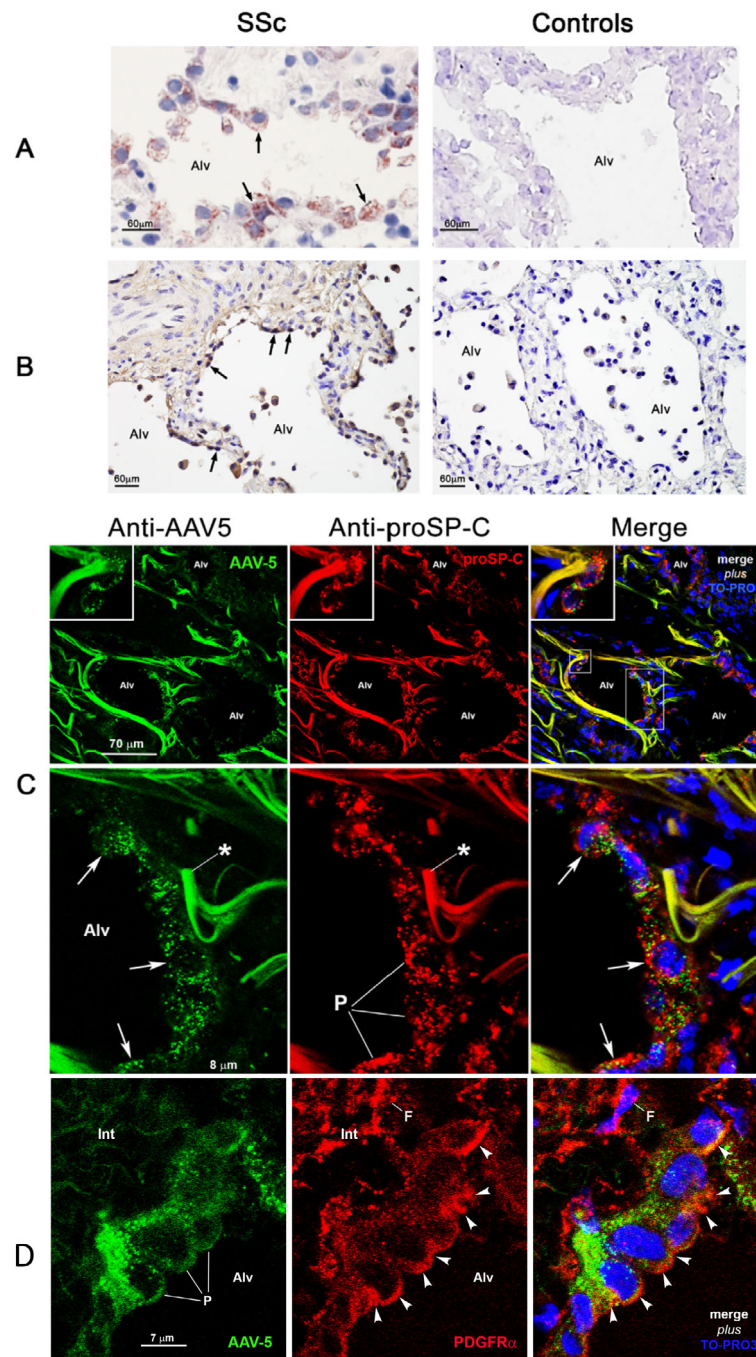 SSc Controls
A
Alv
60µm
Alv
60µm
B
Alv
Alv
60µm
Alv
Alv
60µm
Anti-AAV5 Anti-proSP-C Merge
C
AAV-5
Alv
Alv
Alv
70 µm
proSP-C
Alv
Alv
Alv
merge
plus
TO-PRO3
Alv
Alv
Alv
*
Alv
8 µm
*
P
D
Int
P
Alv
7 µm
AAV-5
F
Int
Alv
PDGFRα
F
merge
plus
TO-PRO3